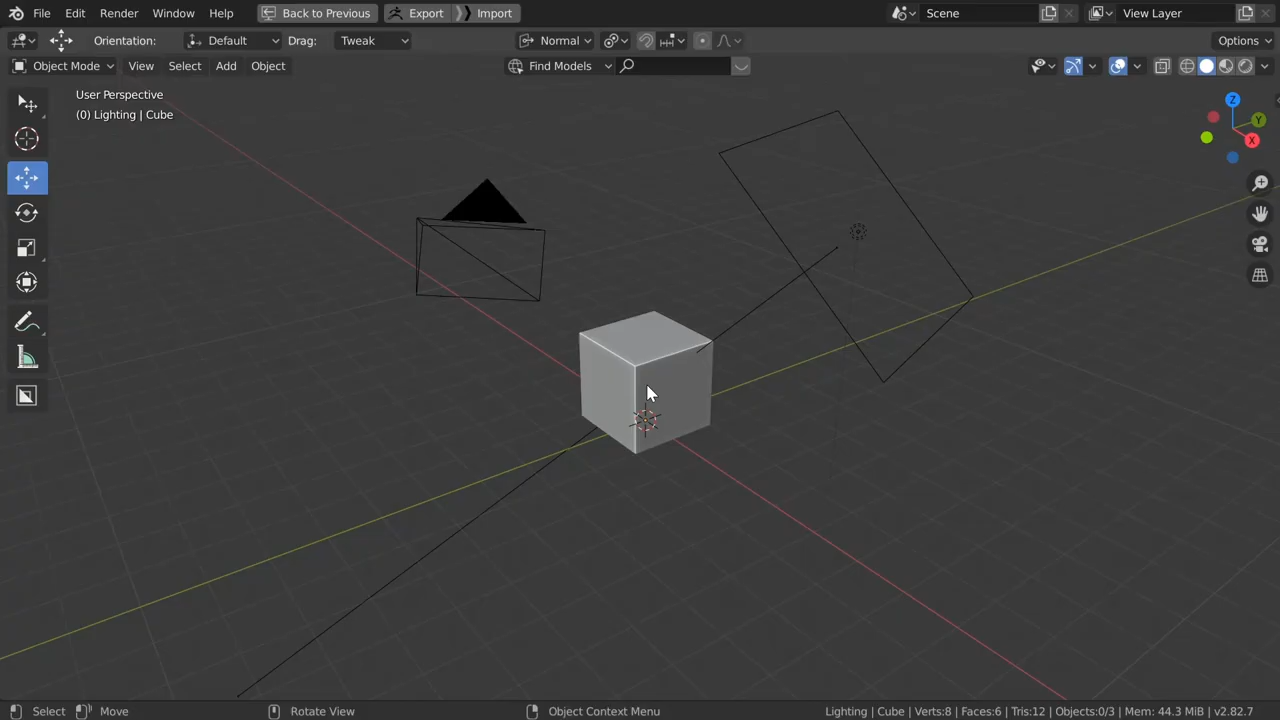 File Edit Render Window Help Back to Previous Export Import Scene View Layer
Orientation: Default Drag: Tweak Normal Options
Object Mode View Select Add Object Find Models
User Perspective
(0) Lighting | Cube
Z
Y
X
Select Move Rotate View Object Context Menu Lighting | Cube | Verts:8 | Faces:6 | Tris:12 | Objects:0/3 | Mem: 44.3 MiB | v2.82.7